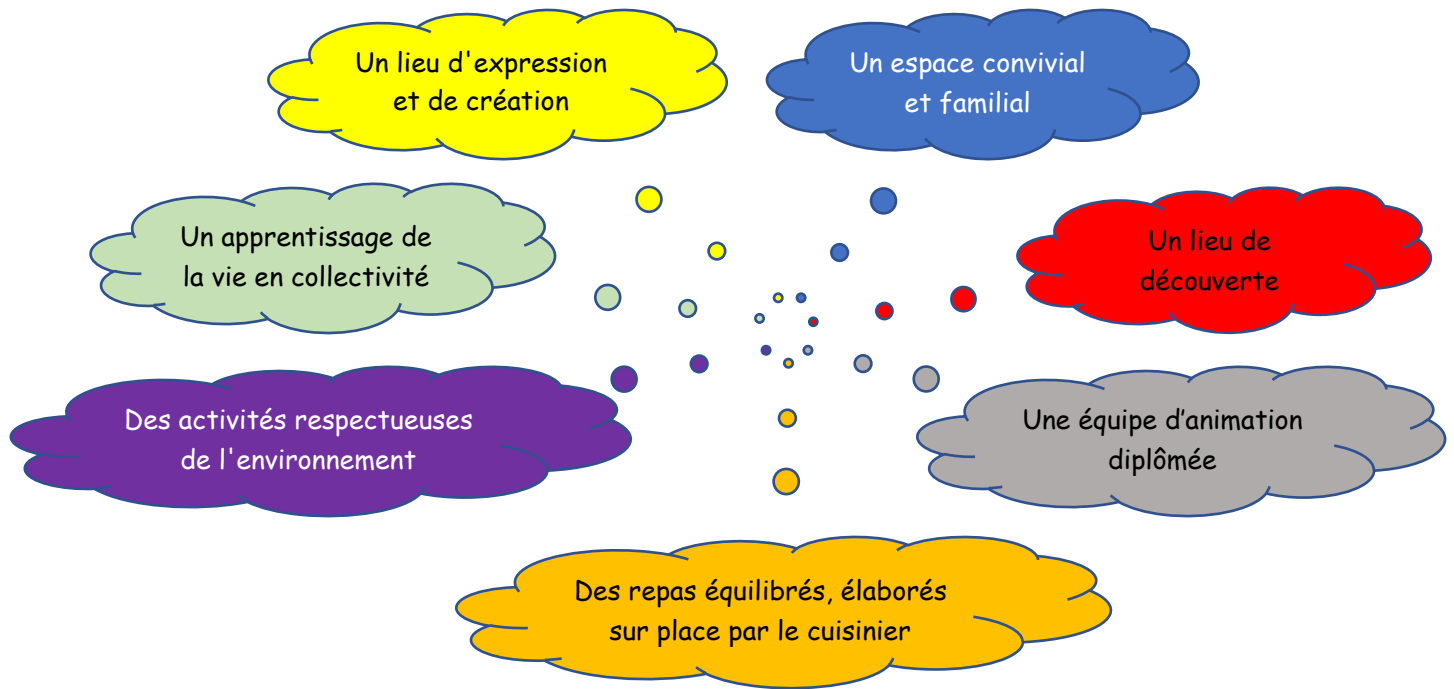 Un lieu d'expression
et de création
Un espace convivial
et familial
Un apprentissage de
la vie en collectivité
Un lieu de
découverte
Des activités respectueuses
de l'environnement
Une équipe d’animation
diplômée
Des repas équilibrés, élaborés
sur place par le cuisinier